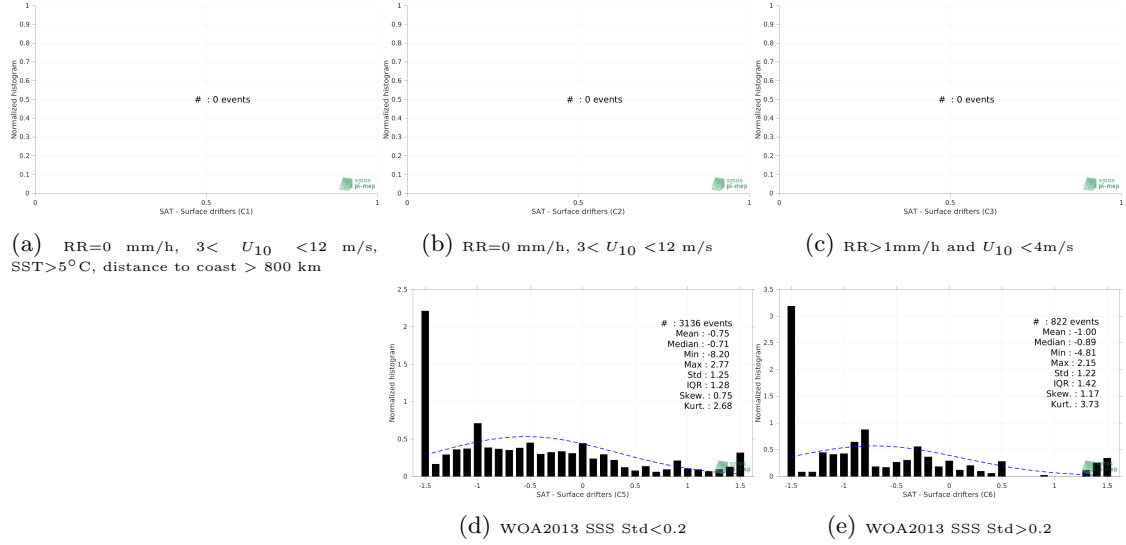 1
0.9
0.8
0.7
0.6
0.5
0.4
0.3
0.2
0.1
0
Normalized histogram
# : 0 events
smos
pi-mep
0 0.5 1
SAT - Surface drifters (C1)
(a) RR=0 mm/h, 3< U10 <12 m/s,
SST>5°C, distance to coast > 800 km
1
0.9
0.8
0.7
0.6
0.5
0.4
0.3
0.2
0.1
0
Normalized histogram
# : 0 events
smos
pi-mep
0 0.5 1
SAT - Surface drifters (C2)
(b) RR=0 mm/h, 3< U10 <12 m/s
1
0.9
0.8
0.7
0.6
0.5
0.4
0.3
0.2
0.1
0
Normalized histogram
# : 0 events
smos
pi-mep
0 0.5 1
SAT - Surface drifters (C3)
(c) RR>1mm/h and U10 <4m/s
2.5
2
1.5
1
0.5
0
Normalized histogram
# : 3136 events
Mean : -0.75
Median : -0.71
Min : -8.20
Max : 2.77
Std : 1.25
IQR : 1.28
Skew. : 0.75
Kurt. : 2.68
smos
pi-mep
-1.5 -1 -0.5 0 0.5 1 1.5
SAT - Surface drifters (C5)
(d) WOA2013 SSS Std<0.2
3.5
3
2.5
2
1.5
1
0.5
0
Normalized histogram
# : 822 events
Mean : -1.00
Median : -0.89
Min : -4.81
Max : 2.15
Std : 1.22
IQR : 1.42
Skew. : 1.17
Kurt. : 3.73
smos
pi-mep
-1.5 -1 -0.5 0 0.5 1 1.5
SAT - Surface drifters (C6)
(e) WOA2013 SSS Std>0.2